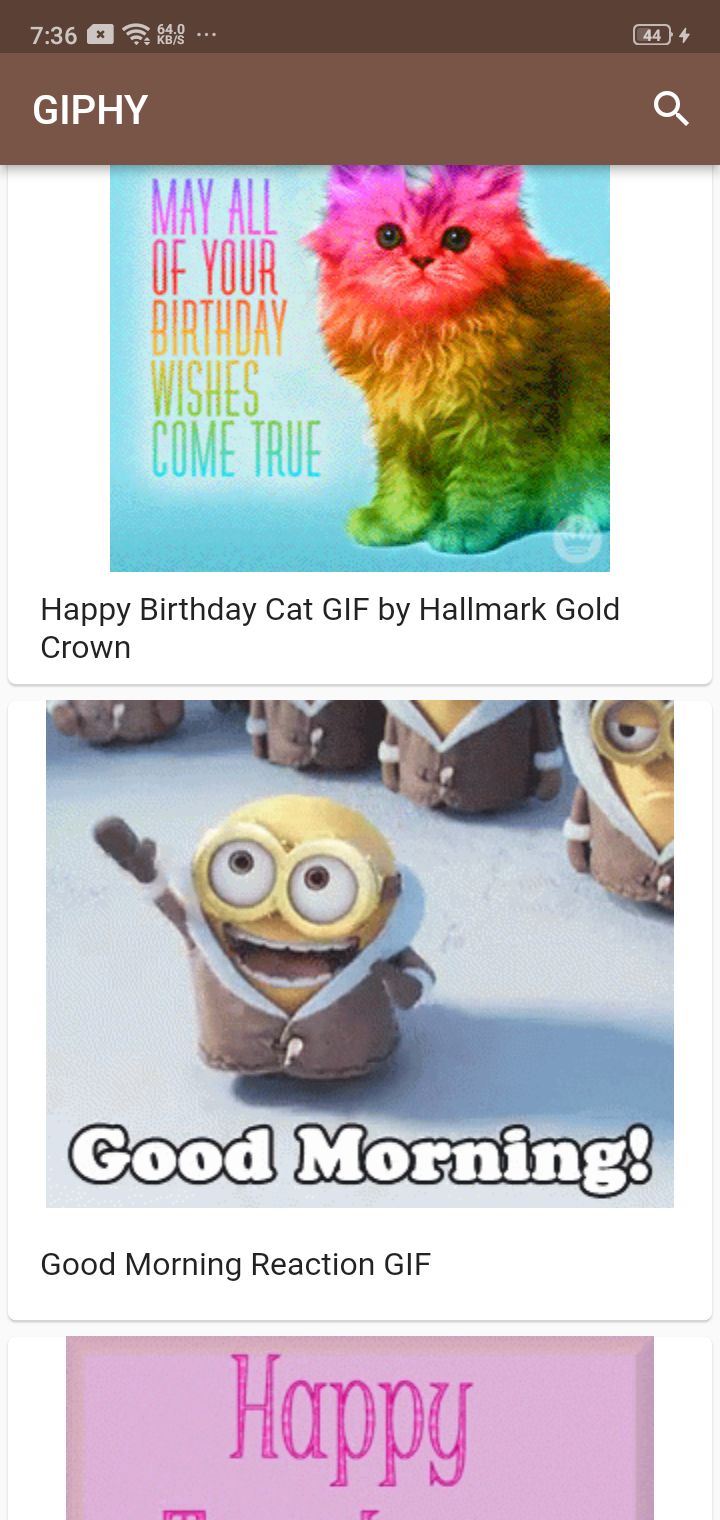 7:36
64.0
KB/S
44
GIPHY
MAY ALL
OF YOUR
BIRTHDAY
WISHES
COME TRUE
Happy Birthday Cat GIF by Hallmark Gold
Crown
Good Morning!
Good Morning Reaction GIF
Happy